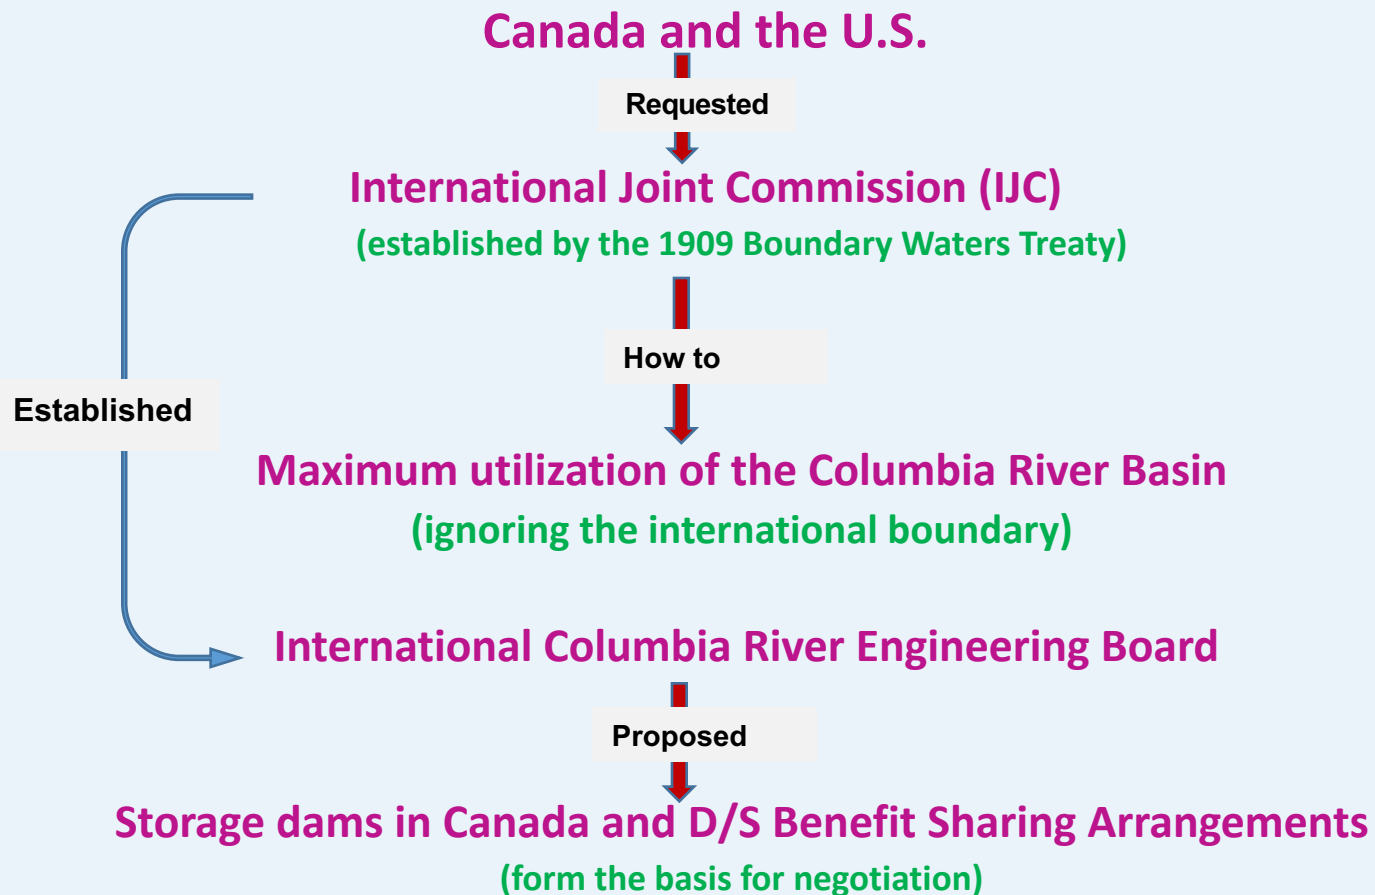 Canada and the U.S.
Requested
International Joint Commission (IJC)
(established by the 1909 Boundary Waters Treaty)
How to
Established
Maximum utilization of the Columbia River Basin
(ignoring the international boundary)
International Columbia River Engineering Board
Proposed
Storage dams in Canada and D/S Benefit Sharing Arrangements
(form the basis for negotiation)